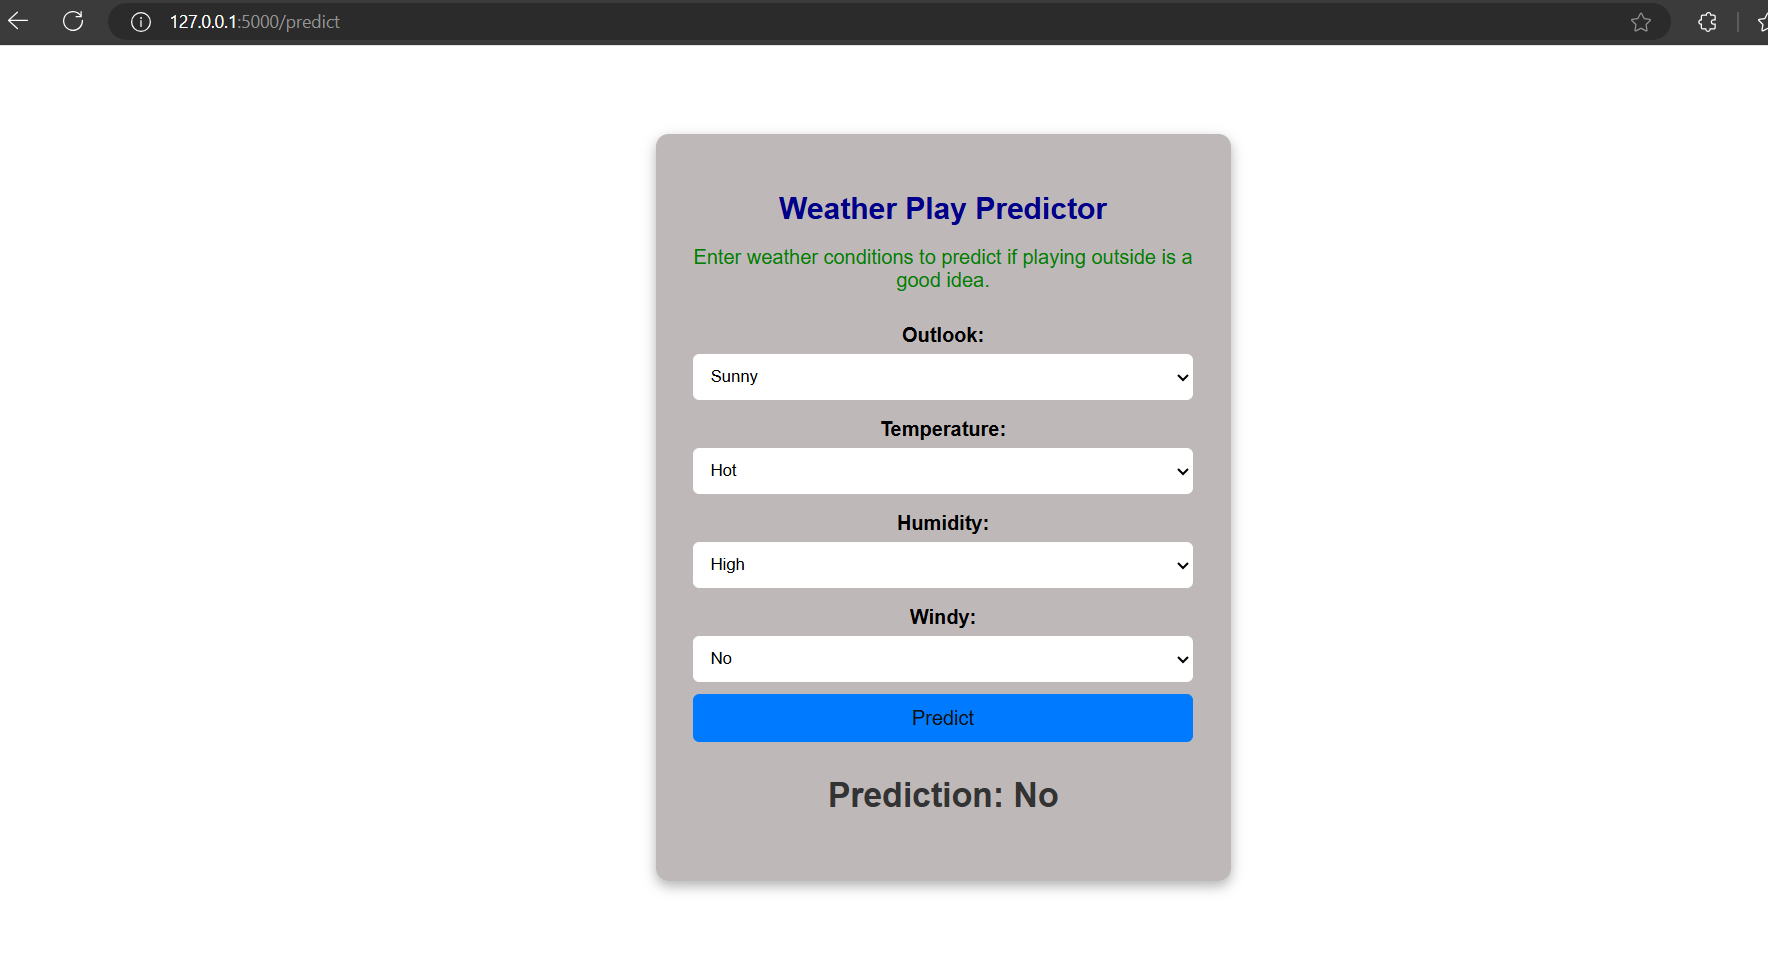 127.0.0.1:5000/predict
Weather Play Predictor
Enter weather conditions to predict if playing outside is a
good idea.
Outlook:
Sunny
Temperature:
Hot
Humidity:
High
Windy:
No
Predict
Prediction: No